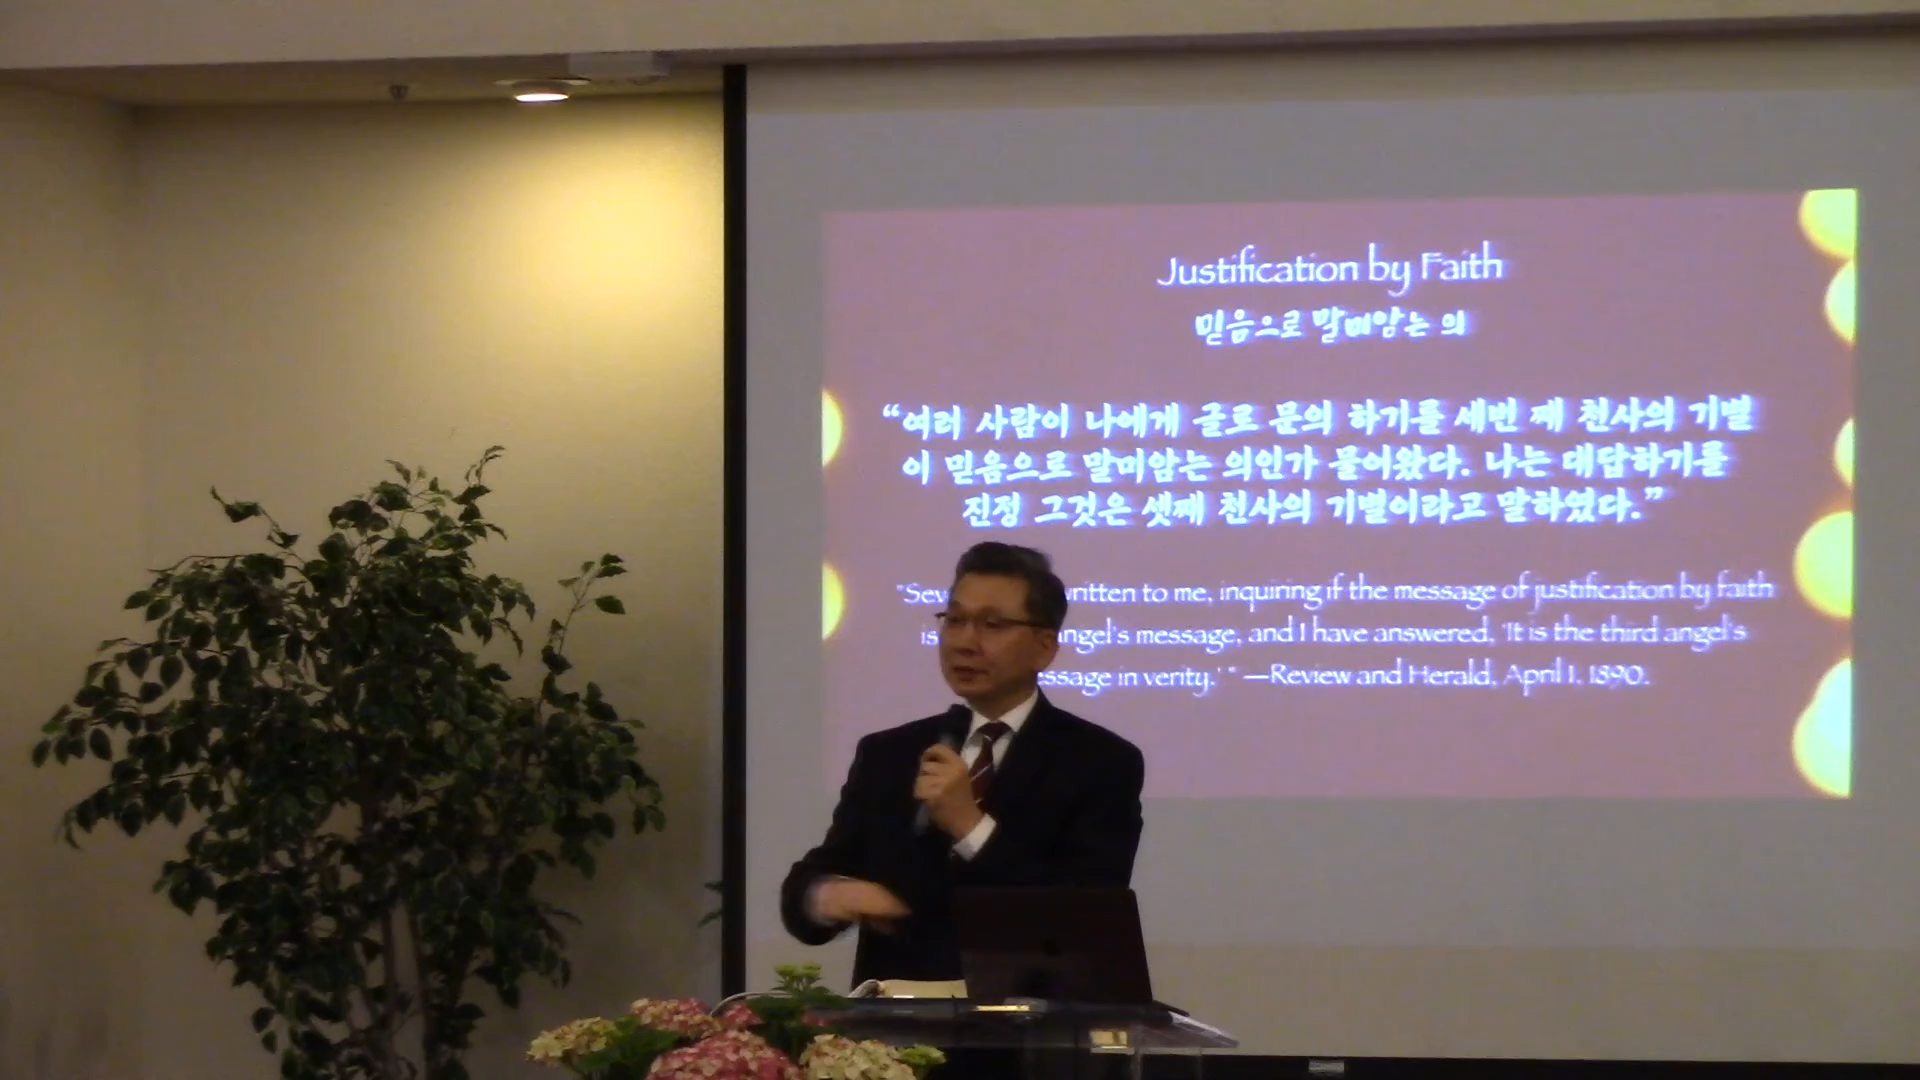 Justification by Faith
믿음으로 말미암는 의
“여러 사람이 나에게 글로 문의 하기를 세번 째 천사의 기별
이 믿음으로 말미암는 의인가 물어왔다. 나는 대답하기를
진정 그것은 셋째 천사의 기별이라고 말하였다.”
to me, inquiring if the message of justification by faith
is message, and I have answered, 'It is the third angel's
in verity.' " —Review and Herald, April 1, 1890.